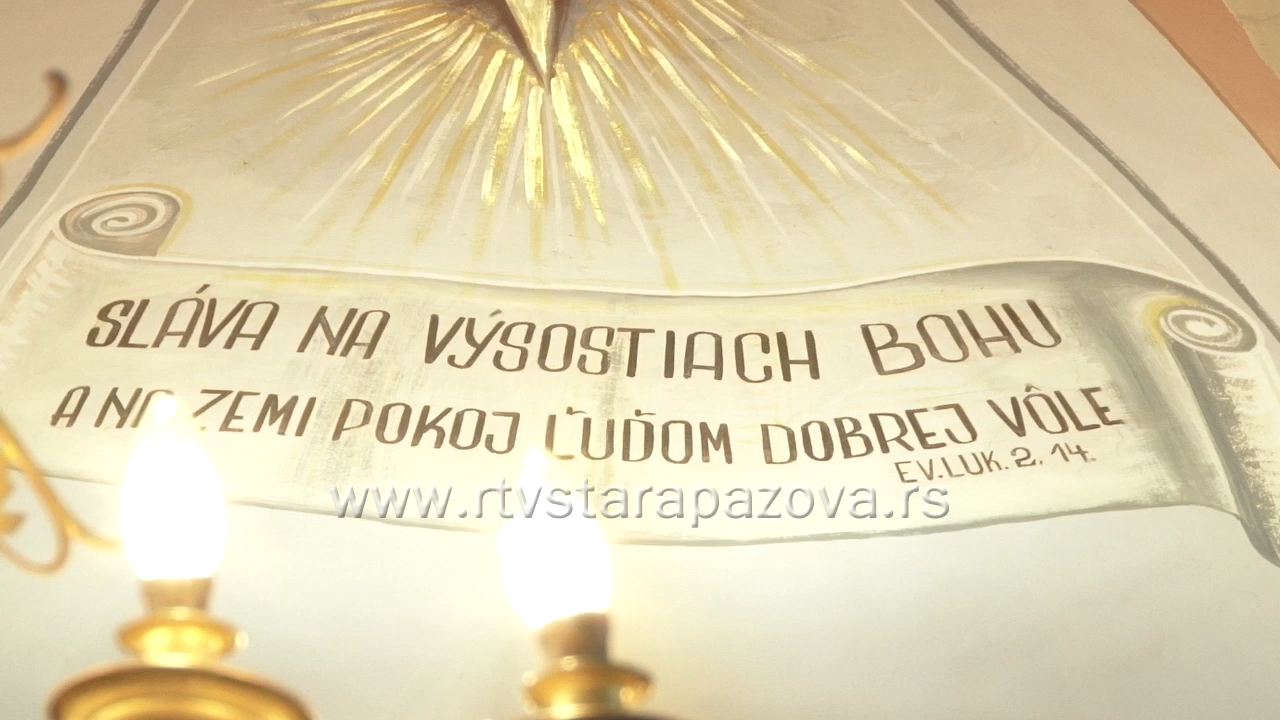 SLÁVA NA VÝSOSTIACH BOHU
A NA ZEMI POKOJ ĽUĎOM DOBREJ VÔLE
EV.LUK. 2. 14.
www.rtvstarapazova.rs